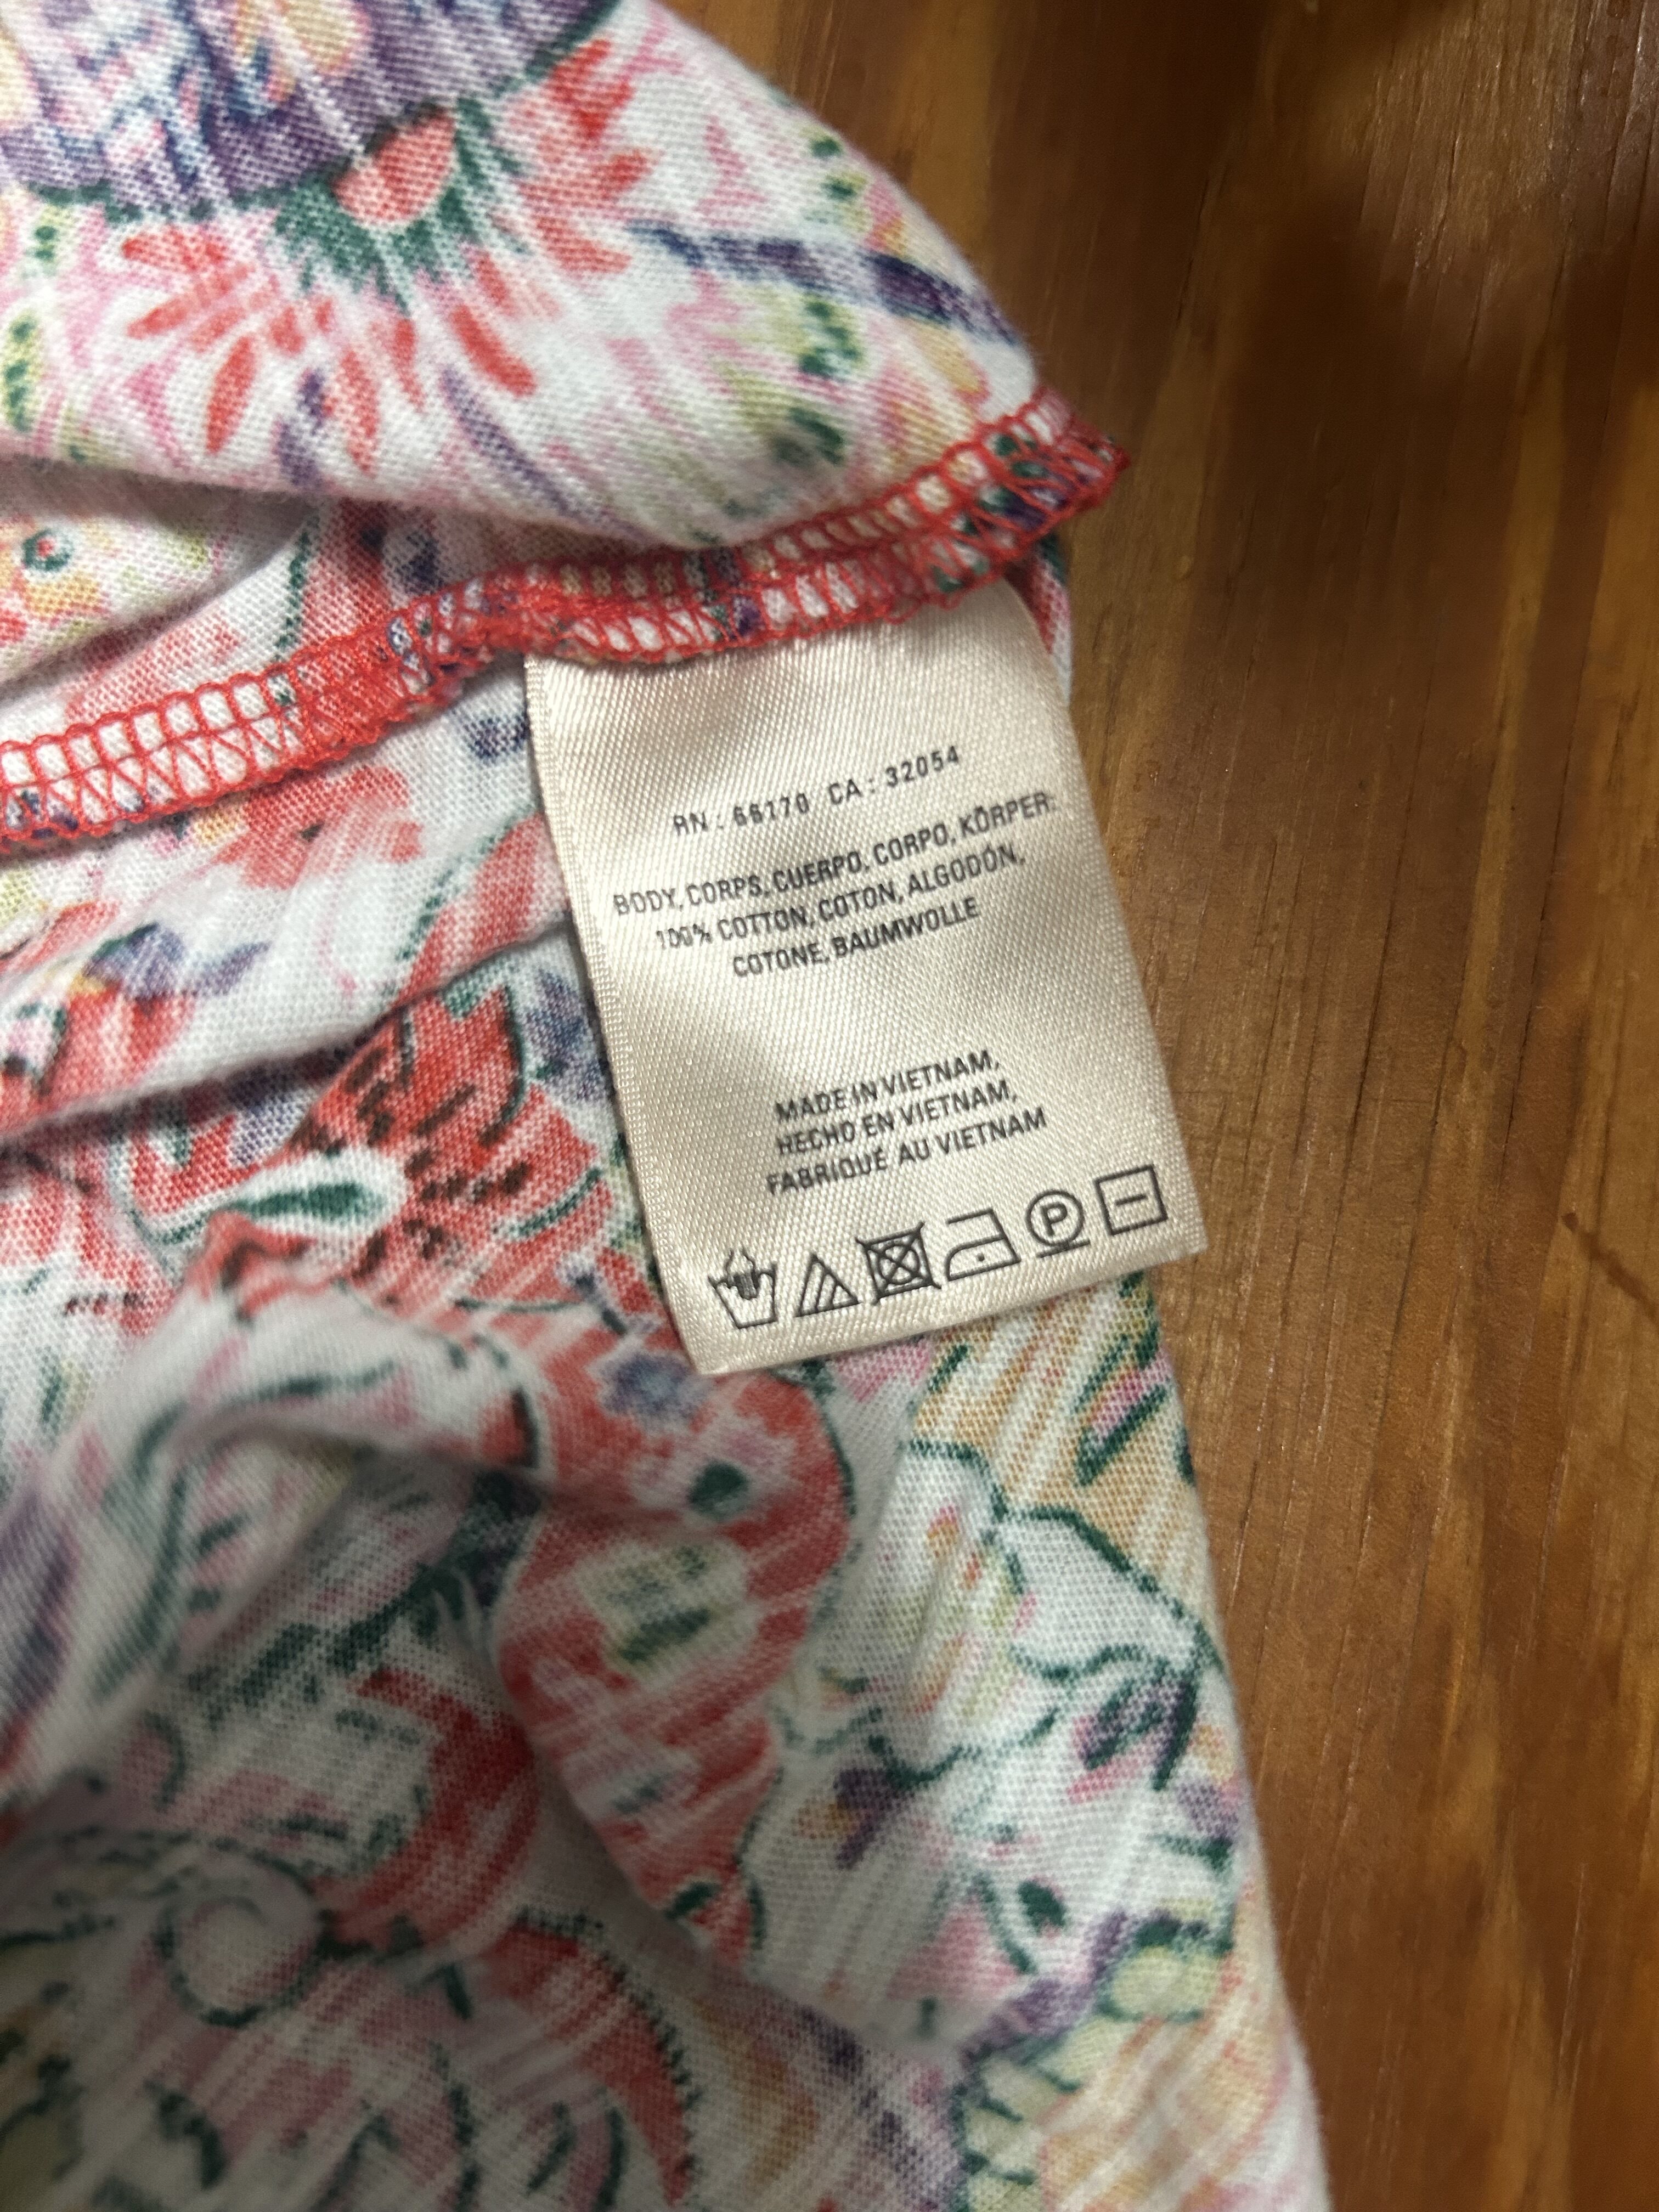 RN : 66170 CA : 32054
BODY, CORPS, CUERPO, CORPO, KÖRPER:
100% COTTON, COTON, ALGODÓN,
COTONE, BAUMWOLLE
MADE IN VIETNAM,
HECHO EN VIETNAM,
FABRIQUÉ AU VIETNAM
P